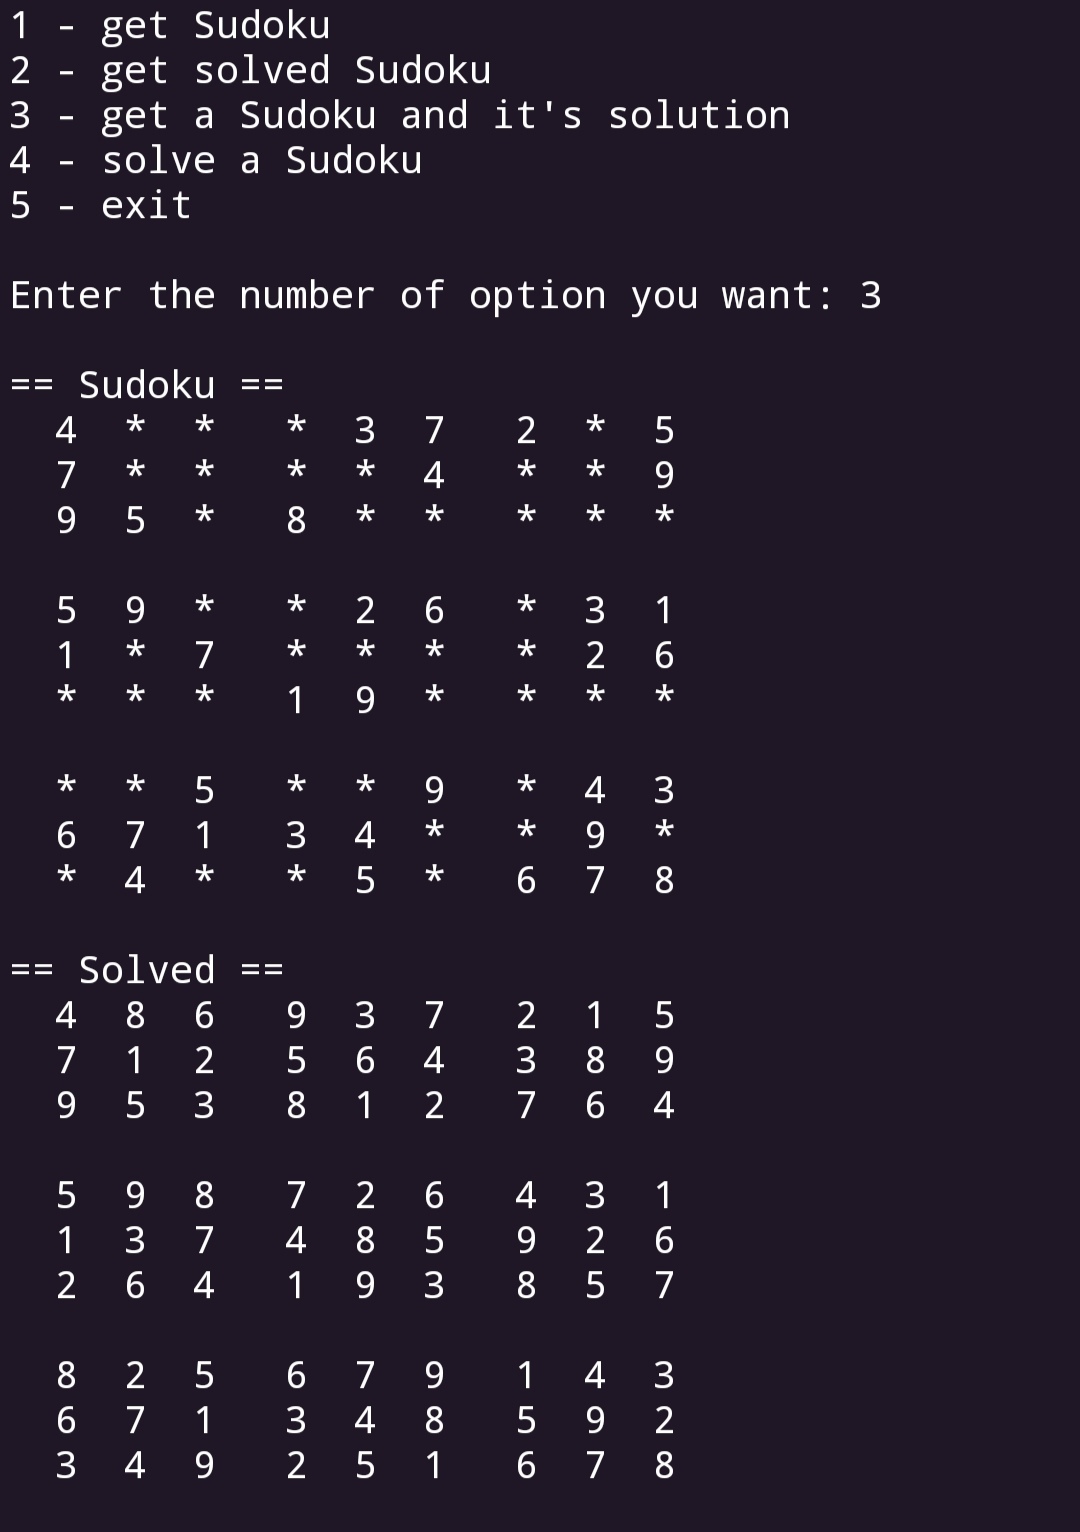 1 - get Sudoku
2 - get solved Sudoku
3 - get a Sudoku and it's solution
4 - solve a Sudoku
5 - exit
Enter the number of option you want: 3
== Sudoku ==
4 * * * 3 7 2 * 5
7 * * * * 4 * * 9
9 5 * 8 * * * * *
5 9 * * 2 6 * 3 1
1 * 7 * * * * 2 6
* * * 1 9 * * * *
* * 5 * * 9 * 4 3
6 7 1 3 4 * * 9 *
* 4 * * 5 * 6 7 8
== Solved ==
4 8 6 9 3 7 2 1 5
7 1 2 5 6 4 3 8 9
9 5 3 8 1 2 7 6 4
5 9 8 7 2 6 4 3 1
1 3 7 4 8 5 9 2 6
2 6 4 1 9 3 8 5 7
8 2 5 6 7 9 1 4 3
6 7 1 3 4 8 5 9 2
3 4 9 2 5 1 6 7 8